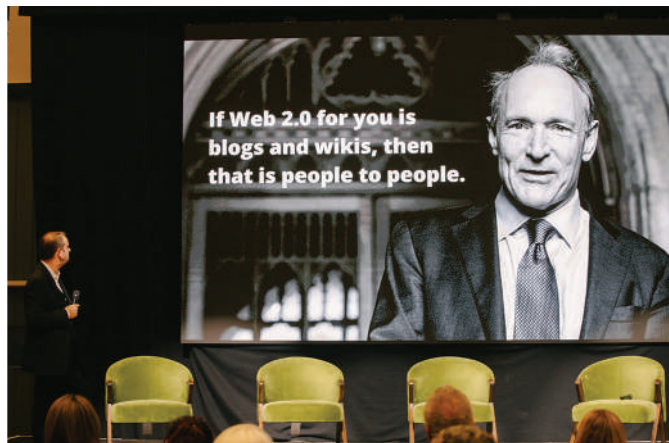 If Web 2.0 for you is
blogs and wikis, then
that is people to people.